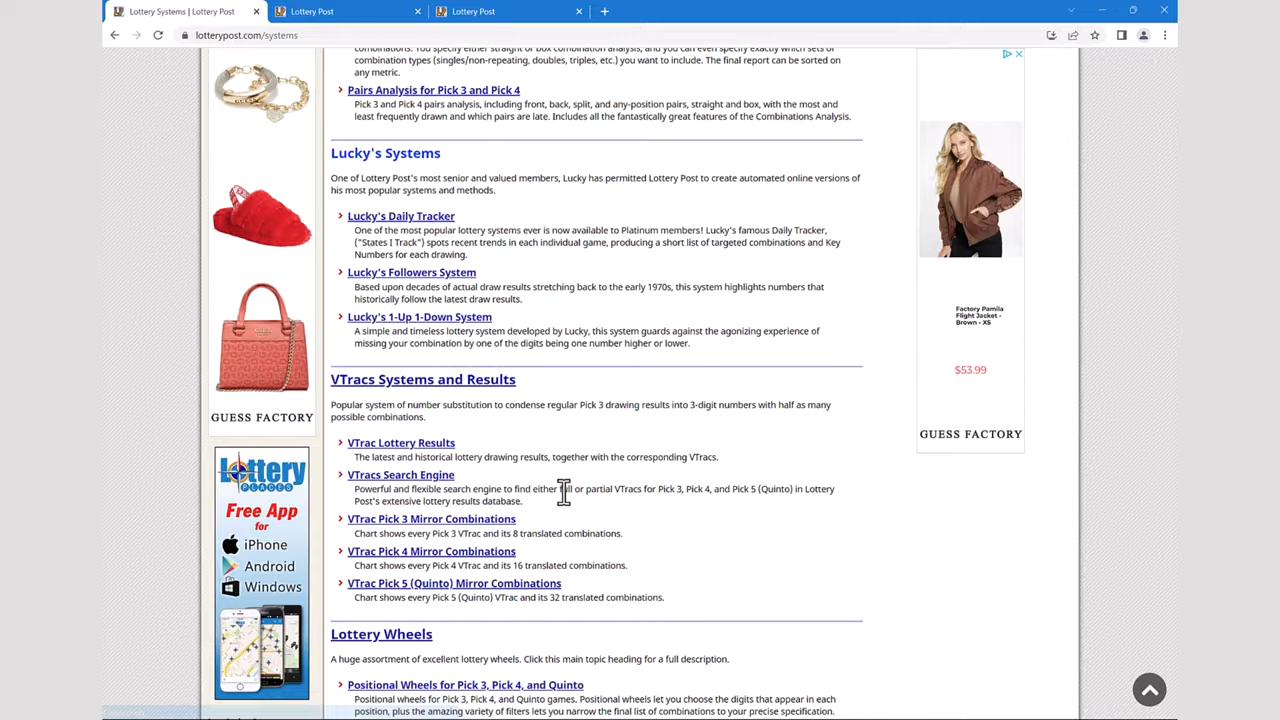 Lottery Systems | Lottery Post
Lottery Post
Lottery Post
lotterypost.com/systems
combinations. You specify either straight or box combination analysis, and you can even specify exactly which sets of
combination types (singles/non-repeating, doubles, triples, etc.) you want to include. The final report can be sorted on
any metric.
Pairs Analysis for Pick 3 and Pick 4
Pick 3 and Pick 4 pairs analysis, including front, back, split, and any-position pairs, straight and box, with the most and
least frequently drawn and which pairs are late. Includes all the fantastically great features of the Combinations Analysis.
Lucky's Systems
One of Lottery Post's most senior and valued members, Lucky has permitted Lottery Post to create automated online versions of
his most popular systems and methods.
Lucky's Daily Tracker
One of the most popular lottery systems ever is now available to Platinum members! Lucky's famous Daily Tracker,
("States I Track") spots recent trends in each individual game, producing a short list of targeted combinations and Key
Numbers for each drawing.
Lucky's Followers System
Based upon decades of actual draw results stretching back to the early 1970s, this system highlights numbers that
historically follow the latest draw results.
Lucky's 1-Up 1-Down System
A simple and timeless lottery system developed by Lucky, this system guards against the agonizing experience of
missing your combination by one of the digits being one number higher or lower.
VTracs Systems and Results
Popular system of number substitution to condense regular Pick 3 drawing results into 3-digit numbers with half as many
possible combinations.
VTrac Lottery Results
The latest and historical lottery drawing results, together with the corresponding VTracs.
VTracs Search Engine
Powerful and flexible search engine to find either full or partial VTracs for Pick 3, Pick 4, and Pick 5 (Quinto) in Lottery
Post's extensive lottery results database.
VTrac Pick 3 Mirror Combinations
Chart shows every Pick 3 VTrac and its 8 translated combinations.
VTrac Pick 4 Mirror Combinations
Chart shows every Pick 4 VTrac and its 16 translated combinations.
VTrac Pick 5 (Quinto) Mirror Combinations
Chart shows every Pick 5 (Quinto) VTrac and its 32 translated combinations.
Lottery Wheels
A huge assortment of excellent lottery wheels. Click this main topic heading for a full description.
Positional Wheels for Pick 3, Pick 4, and Quinto
Positional wheels for Pick 3, Pick 4, and Quinto games. Positional wheels let you choose the digits that appear in each
position, plus the amazing variety of filters lets you narrow the final list of combinations to your precise specification.
GUESS FACTORY
Lottery
PLACES
Free App
for
iPhone
Android
Windows
Factory Pamila
Flight Jacket -
Brown - XS
$53.99
GUESS FACTORY